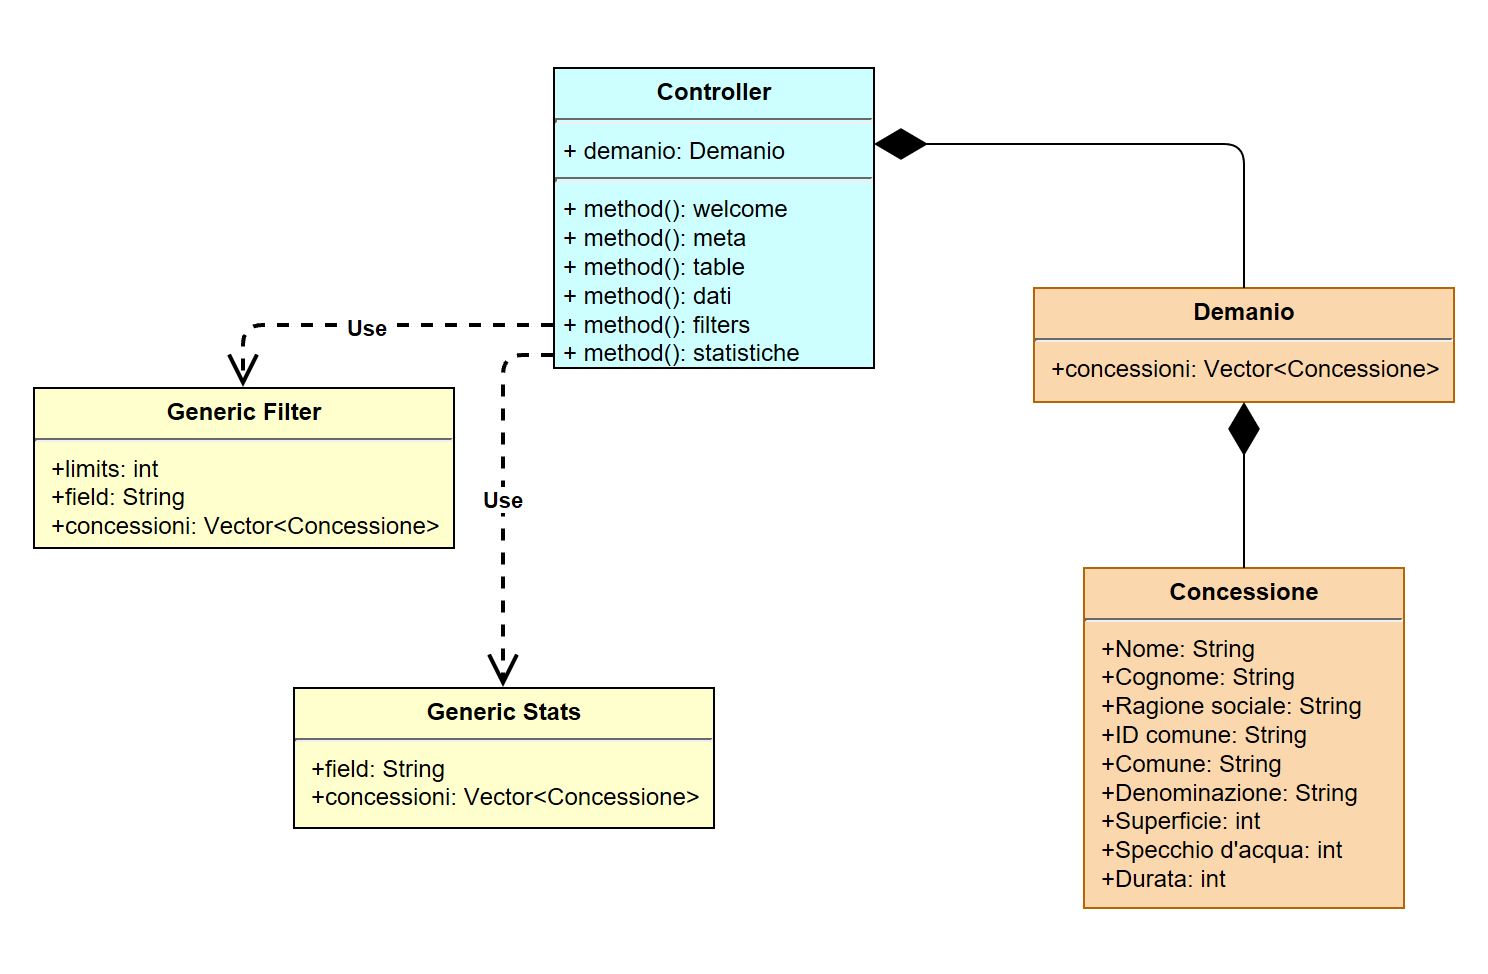 Controller
+ demanio: Demanio
+ method(): welcome
+ method(): meta
+ method(): table
+ method(): dati
+ method(): filters
+ method(): statistiche
Use
Use
Generic Filter
+limits: int
+field: String
+concessioni: Vector<Concessione>
Generic Stats
+field: String
+concessioni: Vector<Concessione>
Demanio
+concessioni: Vector<Concessione>
Concessione
+Nome: String
+Cognome: String
+Ragione sociale: String
+ID comune: String
+Comune: String
+Denominazione: String
+Superficie: int
+Specchio d'acqua: int
+Durata: int